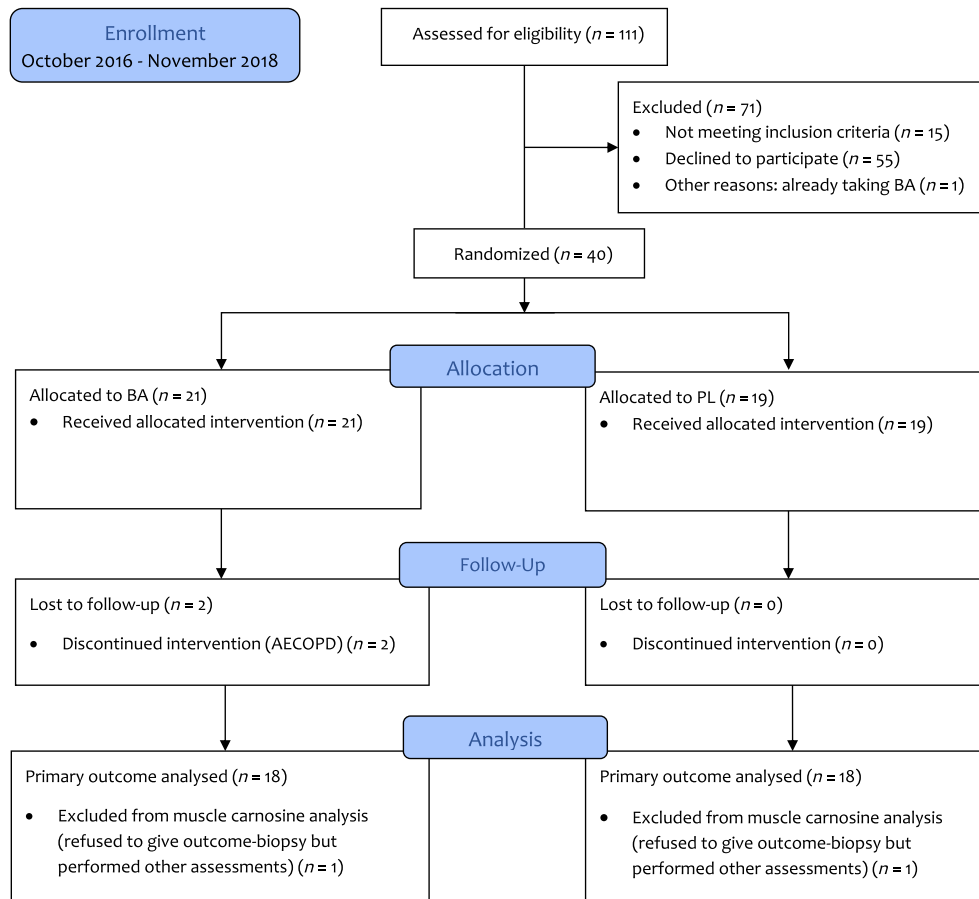 Enrollment
October 2016 - November 2018
Assessed for eligibility (n = 111)
Excluded (n = 71)
• Not meeting inclusion criteria (n = 15)
• Declined to participate (n = 55)
• Other reasons: already taking BA (n = 1)
Randomized (n = 40)
Allocation
Allocated to BA (n = 21)
• Received allocated intervention (n = 21)
Allocated to PL (n = 19)
• Received allocated intervention (n = 19)
Follow-Up
Lost to follow-up (n = 2)
• Discontinued intervention (AECOPD) (n = 2)
Lost to follow-up (n = 0)
• Discontinued intervention (n = 0)
Analysis
Primary outcome analysed (n = 18)
• Excluded from muscle carnosine analysis
(refused to give outcome-biopsy but
performed other assessments) (n = 1)
Primary outcome analysed (n = 18)
• Excluded from muscle carnosine analysis
(refused to give outcome-biopsy but
performed other assessments) (n = 1)